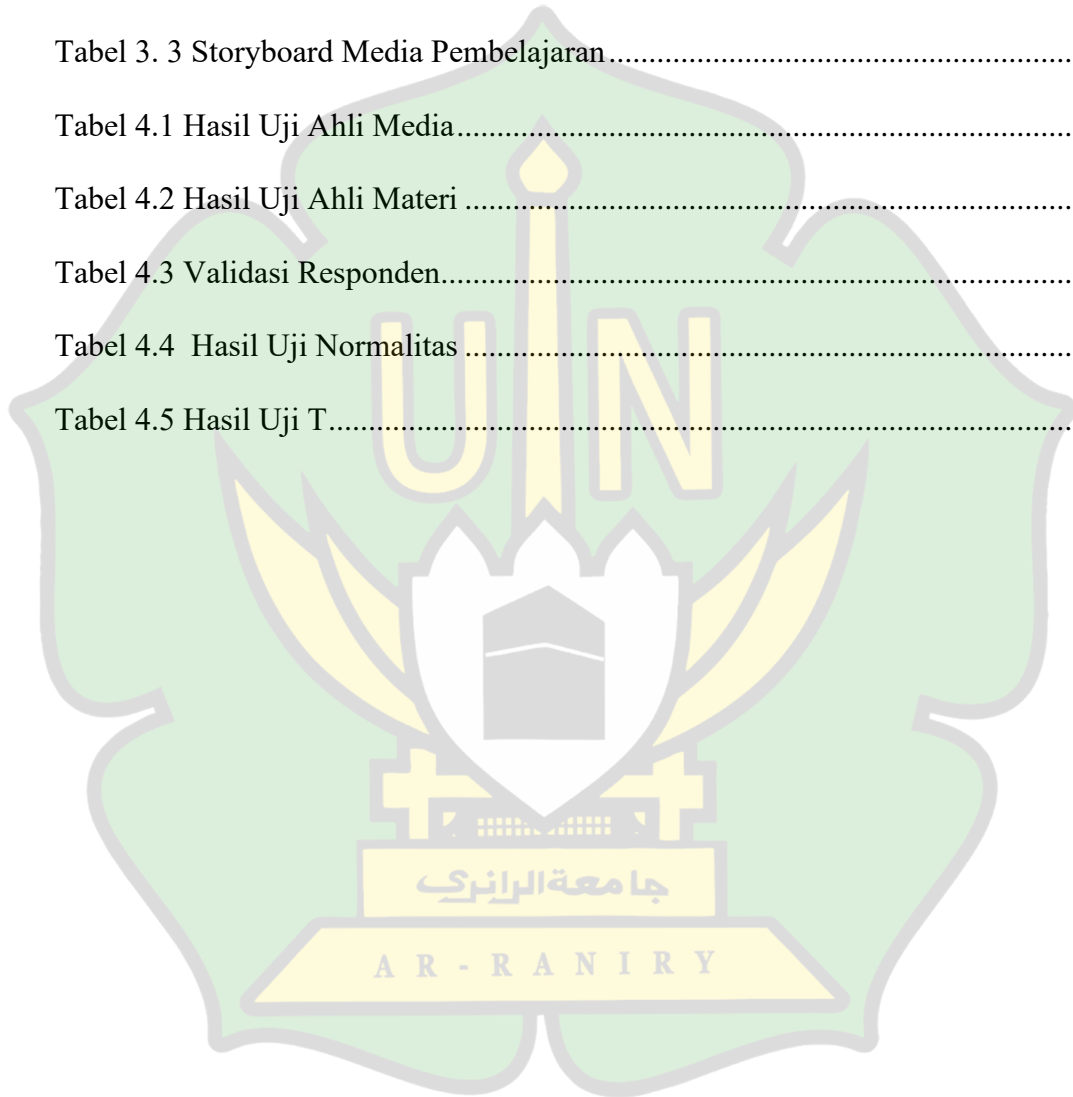 Tabel 3. 3 Storyboard Media Pembelajaran..........................................................
Tabel 4.1 Hasil Uji Ahli Media.............................................................................
Tabel 4.2 Hasil Uji Ahli Materi ............................................................................
Tabel 4.3 Validasi Responden...............................................................................
Tabel 4.4  Hasil Uji Normalitas ............................................................................
Tabel 4.5 Hasil Uji T.............................................................................................
UIN
جامعة الرانري
AR-RANIRY